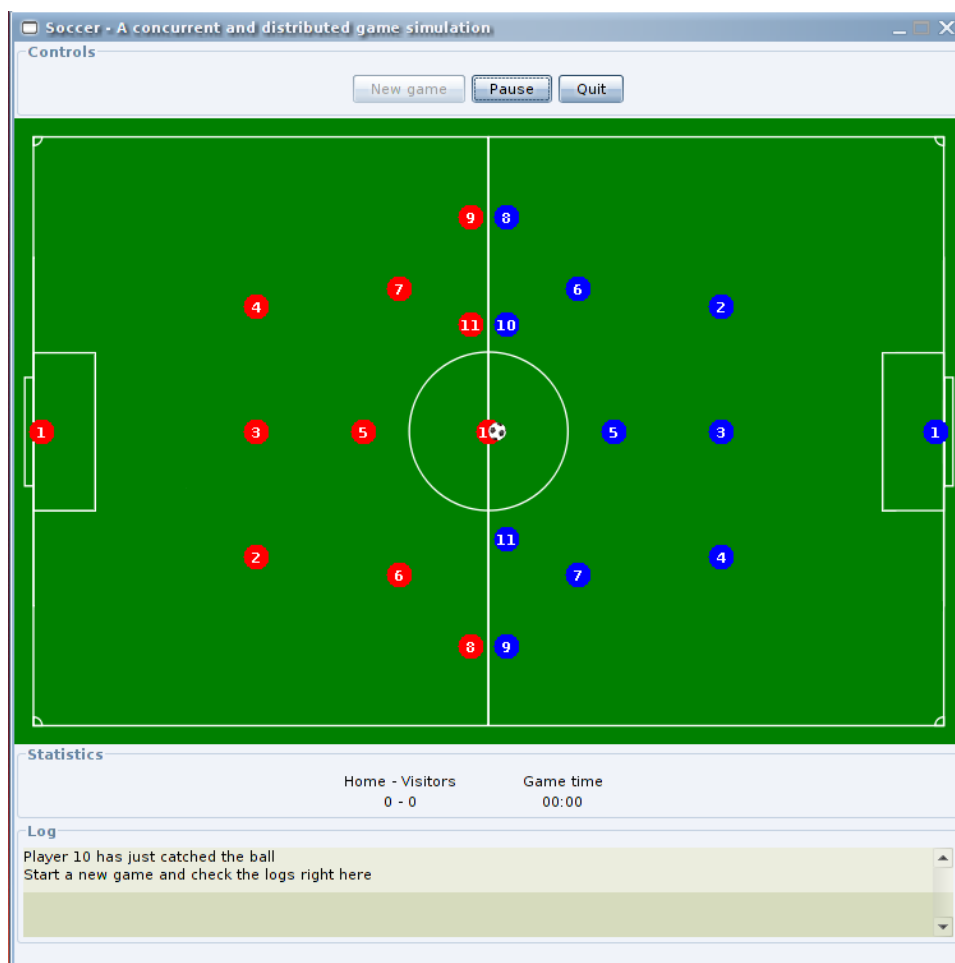 Soccer - A concurrent and distributed game simulation
Controls
New game Pause Quit
9 8
7 6
4 2
11 10
1 3 5 1 5 3 1
11
2 4
6 7
8 9
Statistics
Home - Visitors Game time
0 - 0 00:00
Log
Player 10 has just catched the ball
Start a new game and check the logs right here